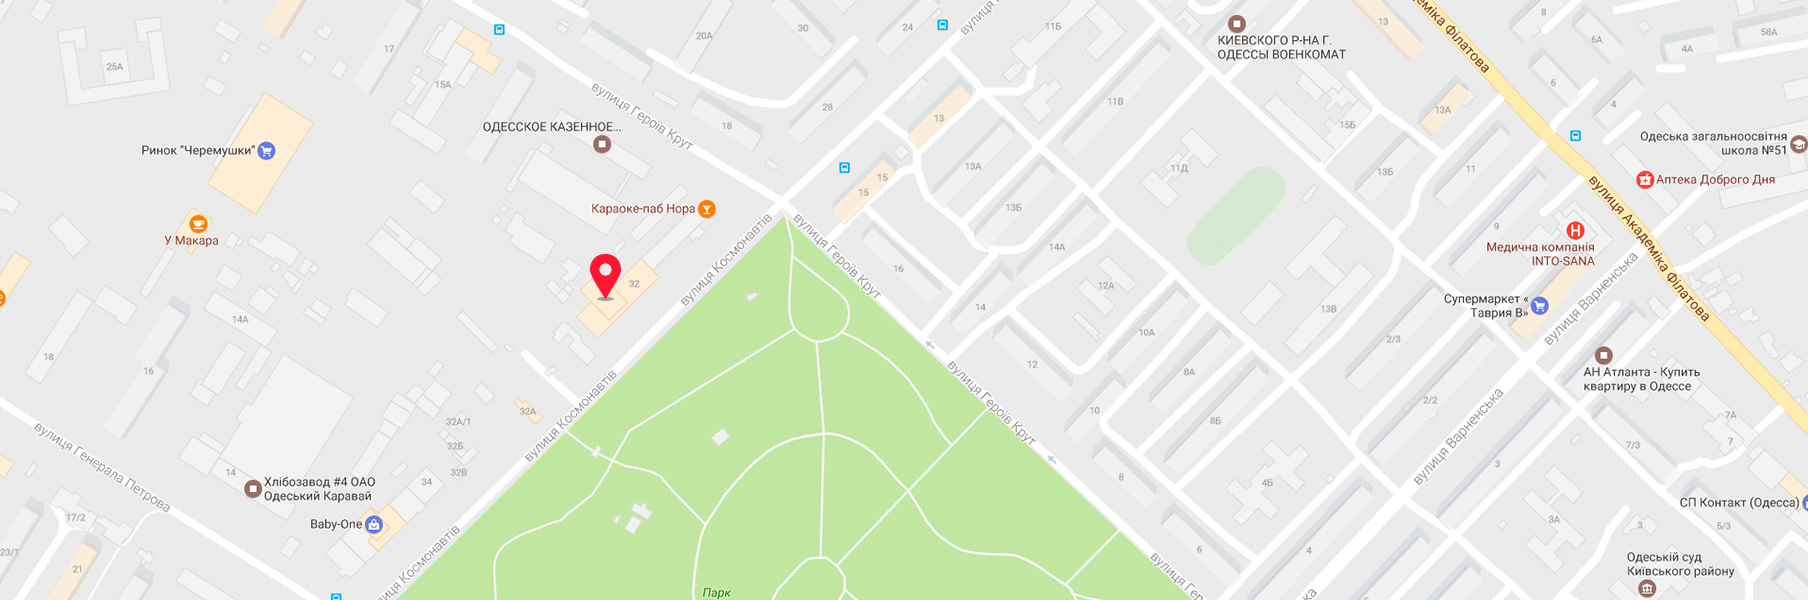 25А
17
15А
20А
30
24
вулиця К
11Б
КИЕВСКОГО Р-НА Г.
ОДЕССЫ ВОЕНКОМАТ
13
8
6А
4А
58А
вулиця Героїв Крут
18
28
13
11В
15Б
13А
6
4
Ринок "Черемушки"
ОДЕССКОЕ КАЗЕННОЕ...
Одеська загальноосвітня
школа №51
Аптека Доброго Дня
15
15
13А
11Д
13Б
11
Караоке-паб Нора
13Б
9
У Макара
вулиця Космонавтів
вулиця Героїв Крут
14А
Медична компанія
INTO-SANA
вулиця Академіка Філатова
32
16
12А
14
13В
Супермаркет «
Таврия В»
вулиця Варненська
14А
18
16
10А
12
2/3
8А
АН Атланта - Купить
квартиру в Одессе
вулиця Космонавтів
вулиця Героїв Крут
32А
32А/1
32Б
32В
10
8Б
2/2
вулиця Варненська
7А
7
7/3
вулиця Генерала Петрова
14
34
Хлібозавод #4 ОАО
Одеський Каравай
Baby-One
8
4Б
3
СП Контакт (Одесса)
17/2
3А
3
5/3
23/1
21
6
4
Одеській суд
Київського району
Парк